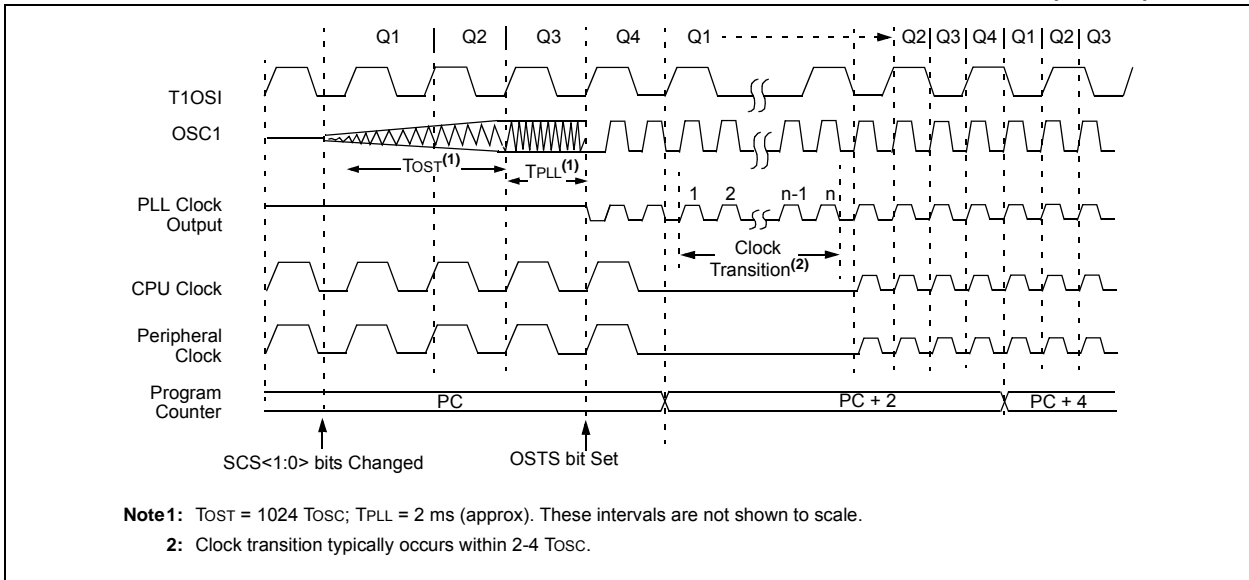 Q1 Q2 Q3 Q4 Q1 Q2 Q3 Q4 Q1 Q2 Q3
T1OSI
OSC1
TOST(1) TPLL(1)
1 2 n-1 n
PLL Clock
Output
Clock
Transition(2)
CPU Clock
Peripheral
Clock
Program
Counter
PC PC + 2 PC + 4
SCS<1:0> bits Changed OSTS bit Set
Note1: TOST = 1024 TOSC; TPLL = 2 ms (approx). These intervals are not shown to scale.
2: Clock transition typically occurs within 2-4 TOSC.